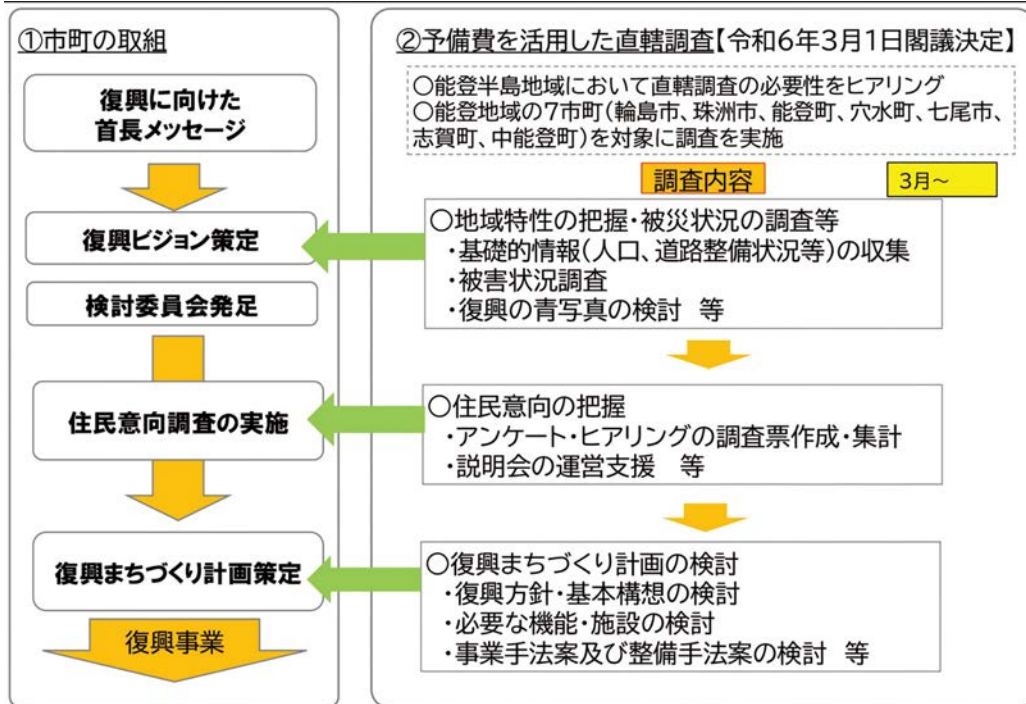 ①市町の取組
復興に向けた
首長メッセージ
復興ビジョン策定
検討委員会発足
住民意向調査の実施
復興まちづくり計画策定
復興事業
②予備費を活用した直轄調査【令和6年3月1日閣議決定】
○能登半島地域において直轄調査の必要性をヒアリング
○能登地域の7市町(輪島市、珠洲市、能登町、穴水町、七尾市、
志賀町、中能登町)を対象に調査を実施
調査内容
3月~
○地域特性の把握・被災状況の調査等
・基礎的情報(人口、道路整備状況等)の収集
・被害状況調査
・復興の青写真の検討 等
○住民意向の把握
・アンケート・ヒアリングの調査票作成・集計
・説明会の運営支援 等
○復興まちづくり計画の検討
・復興方針・基本構想の検討
・必要な機能・施設の検討
・事業手法案及び整備手法案の検討 等